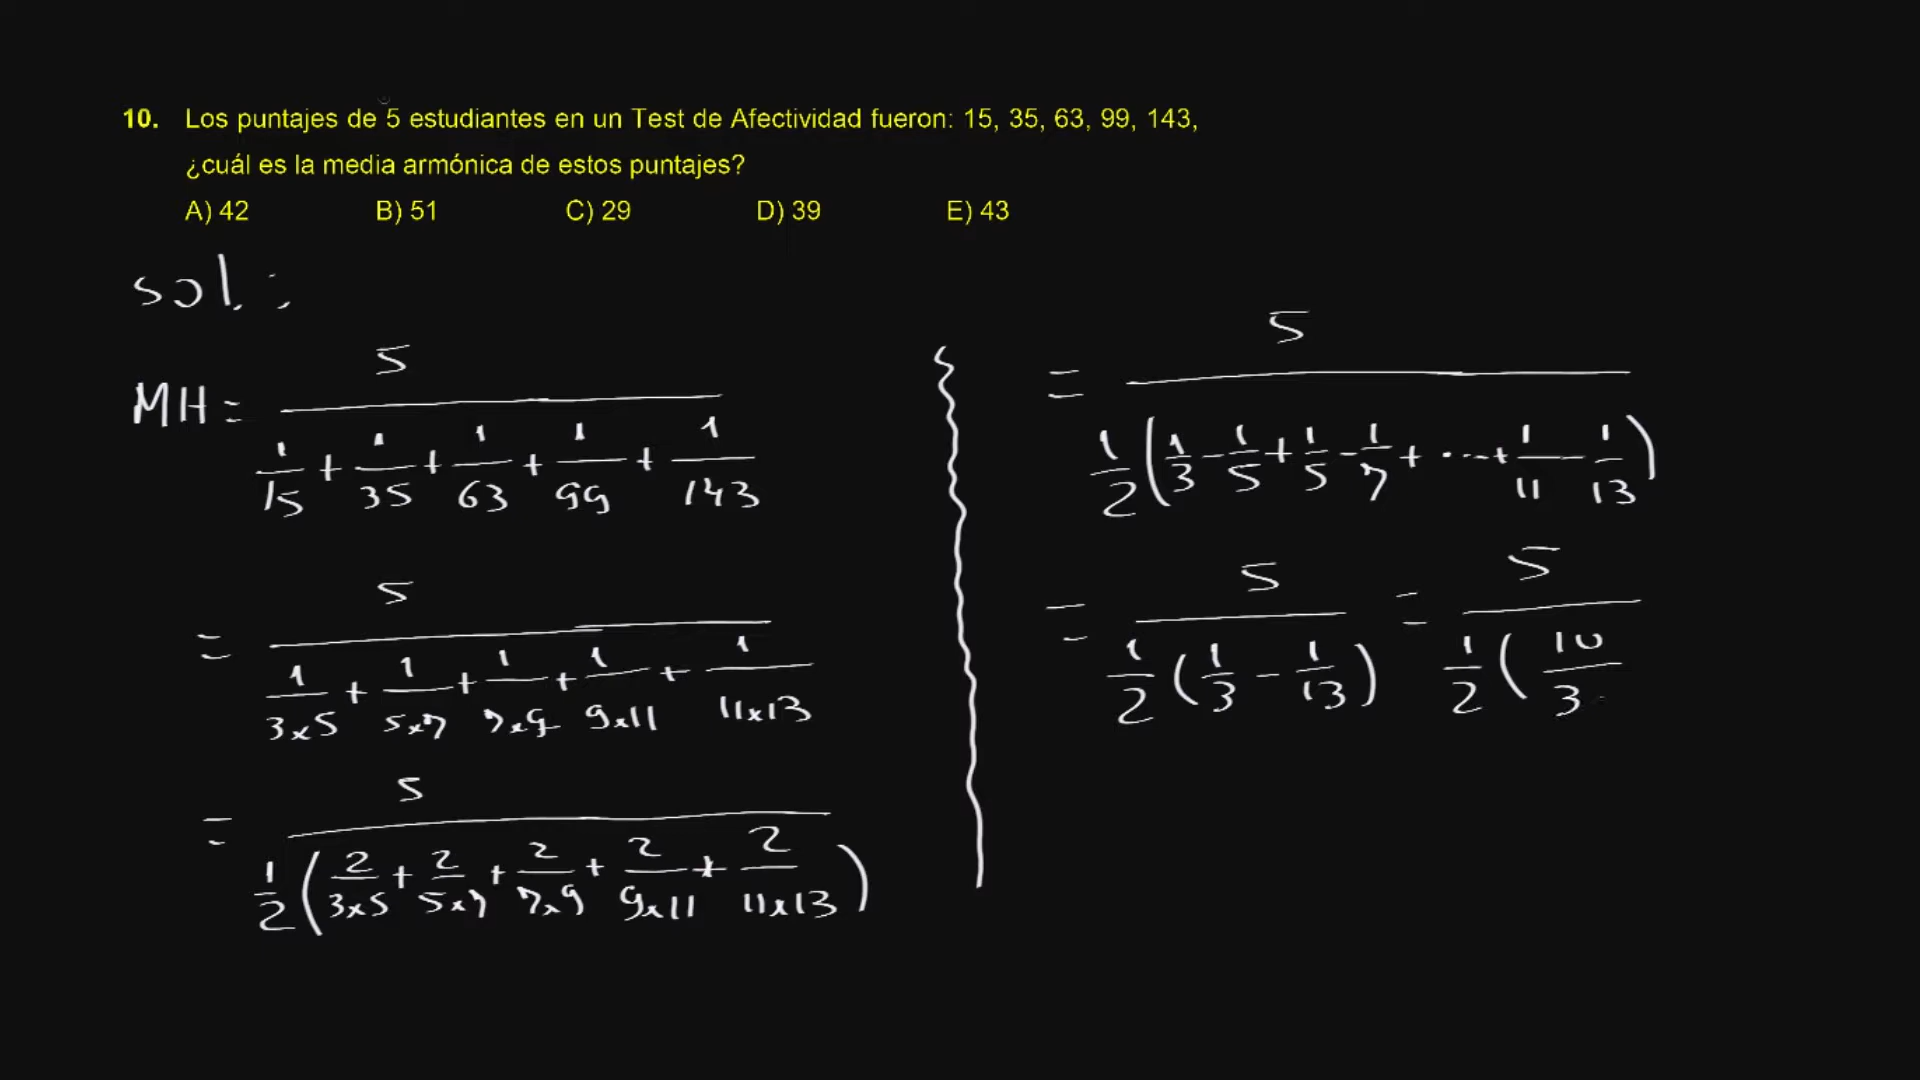 10. Los puntajes de 5 estudiantes en un Test de Afectividad fueron: 15, 35, 63, 99, 143,
¿cuál es la media armónica de estos puntajes?
A) 42 B) 51 C) 29 D) 39 E) 43
sol.:
MH = 5 / (1/15 + 1/35 + 1/63 + 1/99 + 1/143)
= 5 / (1/3x5 + 1/5x7 + 1/7x9 + 1/9x11 + 1/11x13)
= 5 / 1/2 (2/3x5 + 2/5x7 + 2/7x9 + 2/9x11 + 2/11x13)
= 5 / 1/2 (1/3 - 1/5 + 1/5 - 1/7 + ... + 1/11 - 1/13)
= 5 / 1/2 (1/3 - 1/13) = 5 / 1/2 ( 10/3